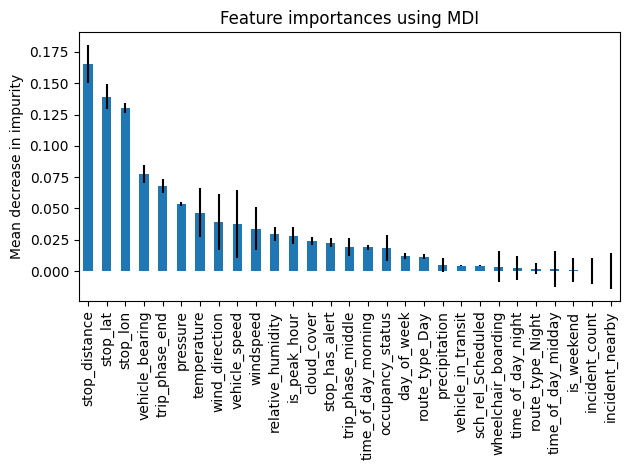 Feature importances using MDI
Mean decrease in impurity
0.175
0.150
0.125
0.100
0.075
0.050
0.025
0.000
stop_distance
stop_lat
stop_lon
vehicle_bearing
trip_phase_end
pressure
temperature
wind_direction
vehicle_speed
windspeed
relative_humidity
is_peak_hour
cloud_cover
stop_has_alert
trip_phase_middle
time_of_day_morning
occupancy_status
day_of_week
route_type_Day
precipitation
vehicle_in_transit
sch_rel_Scheduled
wheelchair_boarding
time_of_day_night
route_type_Night
time_of_day_midday
is_weekend
incident_count
incident_nearby